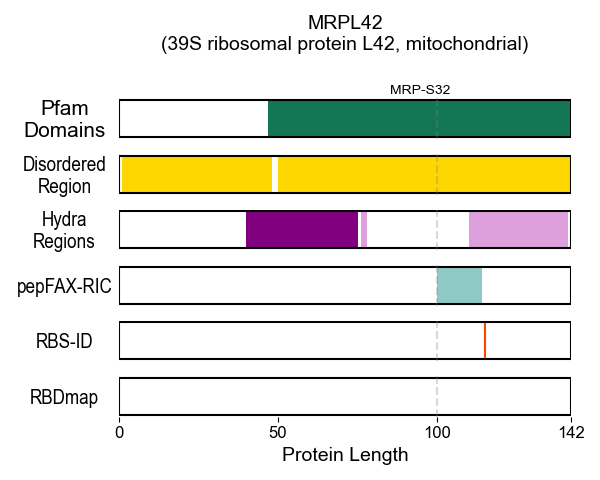 MRPL42
(39S ribosomal protein L42, mitochondrial)
MRP-S32
Pfam
Domains
Disordered
Region
Hydra
Regions
pepFAX-RIC
RBS-ID
RBDmap
0 50 100 142
Protein Length